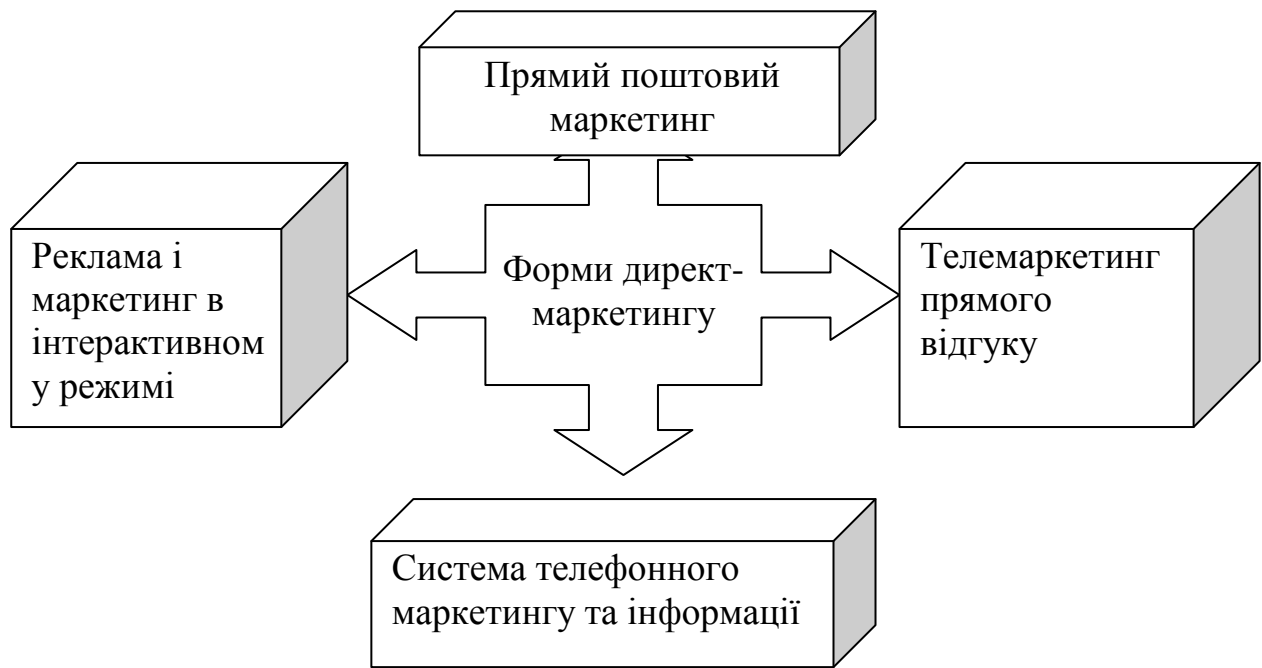 Прямий поштовий
маркетинг
Реклама і
маркетинг в
інтерактивном
у режимі
Форми директ-
маркетингу
Телемаркетинг
прямого
відгуку
Система телефонного
маркетингу та інформації